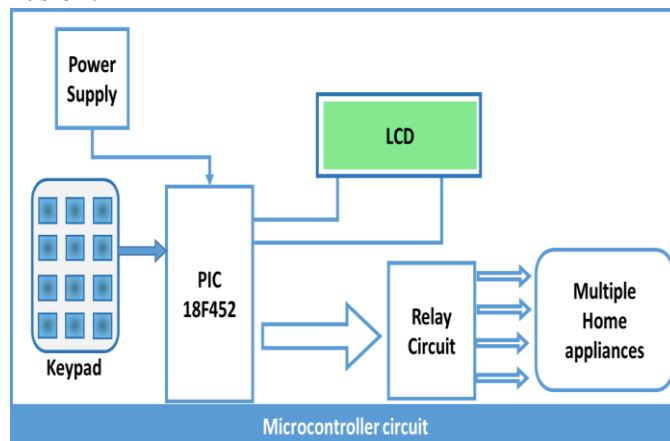 Power
Supply
LCD
PIC
18F452
Keypad
Relay
Circuit
Multiple
Home
appliances
Microcontroller circuit